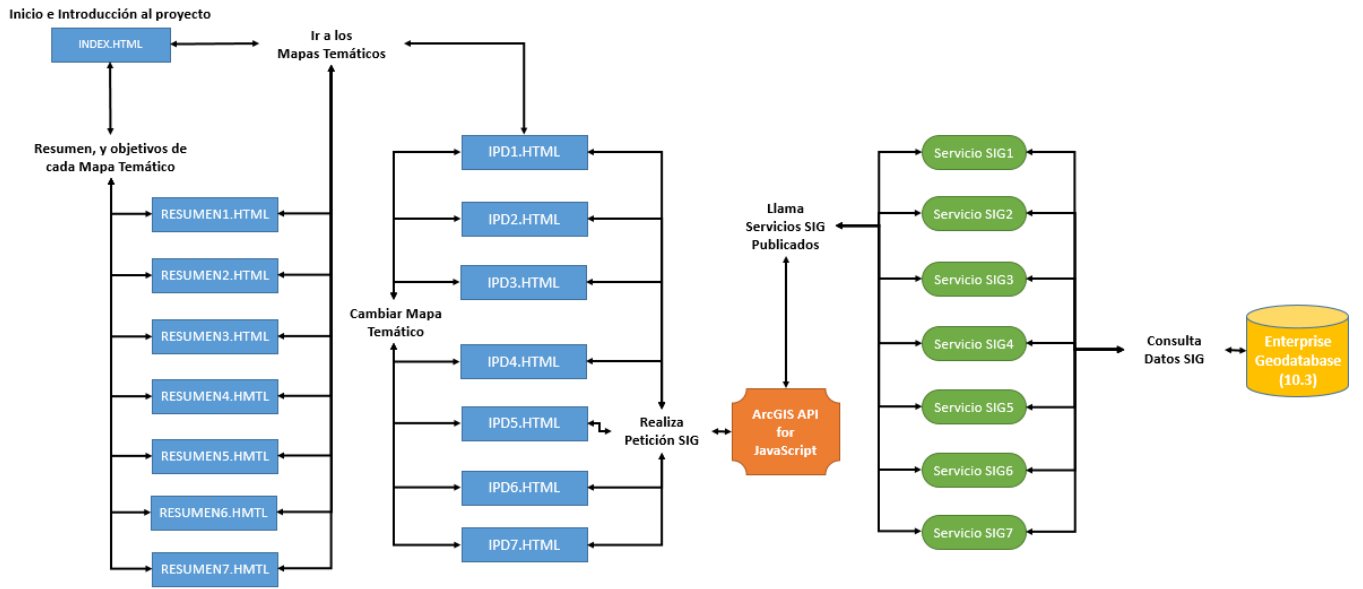 Inicio e Introducción al proyecto
INDEX.HTML
Ir a los
Mapas Temáticos
Resumen, y objetivos de
cada Mapa Temático
RESUMEN1.HTML
RESUMEN2.HTML
RESUMEN3.HTML
RESUMEN4.HMTL
RESUMEN5.HMTL
RESUMEN6.HMTL
RESUMEN7.HMTL
IPD1.HTML
IPD2.HTML
IPD3.HTML
Cambiar Mapa
Temático
IPD4.HTML
IPD5.HTML
IPD6.HTML
IPD7.HTML
Realiza
Petición SIG
ArcGIS API
for
JavaScript
Llama
Servicios SIG
Publicados
Servicio SIG1
Servicio SIG2
Servicio SIG3
Servicio SIG4
Servicio SIG5
Servicio SIG6
Servicio SIG7
Consulta
Datos SIG
Enterprise
Geodatabase
(10.3)